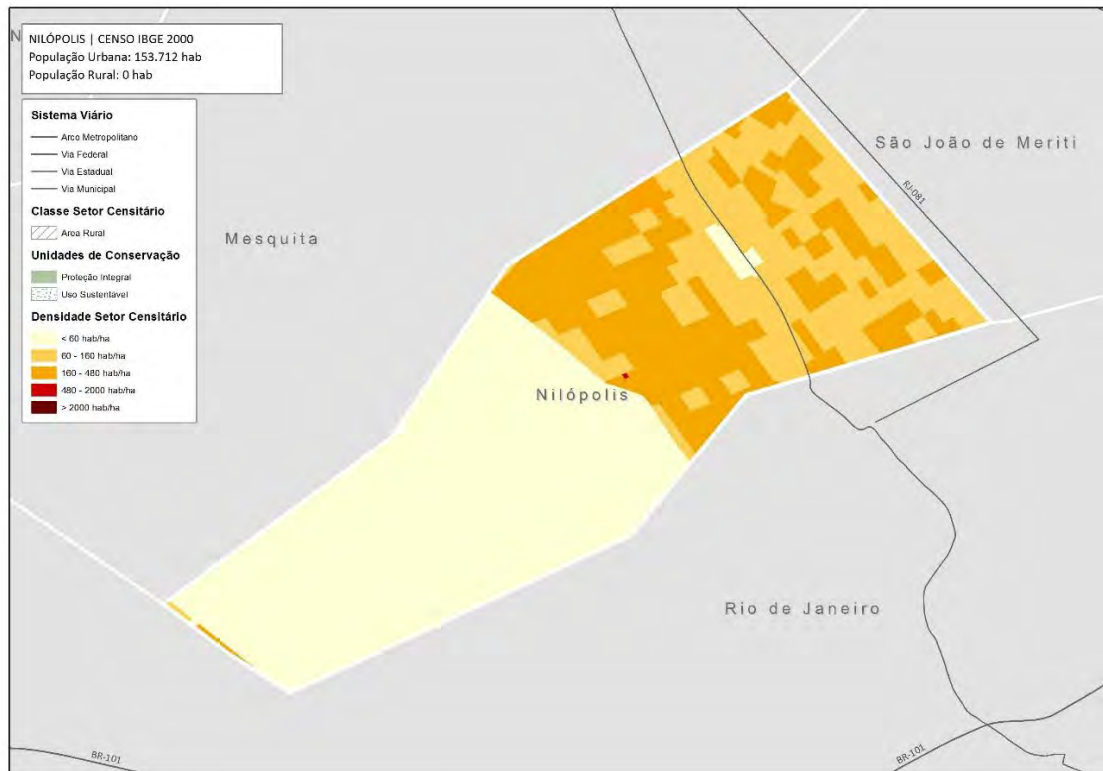 N
NILÓPOLIS | CENSO IBGE 2000
População Urbana: 153.712 hab
População Rural: 0 hab
Sistema Viário
Arco Metropolitano
Via Federal
Via Estadual
Via Municipal
Classe Setor Censitário
Area Rural
Unidades de Conservação
Proteção Integral
Uso Sustentável
Densidade Setor Censitário
< 60 hab/ha
60 - 160 hab/ha
160 - 480 hab/ha
480 - 2000 hab/ha
> 2000 hab/ha
São João de Meriti
RJ-081
Mesquita
Nilópolis
Rio de Janeiro
BR-101
BR-101